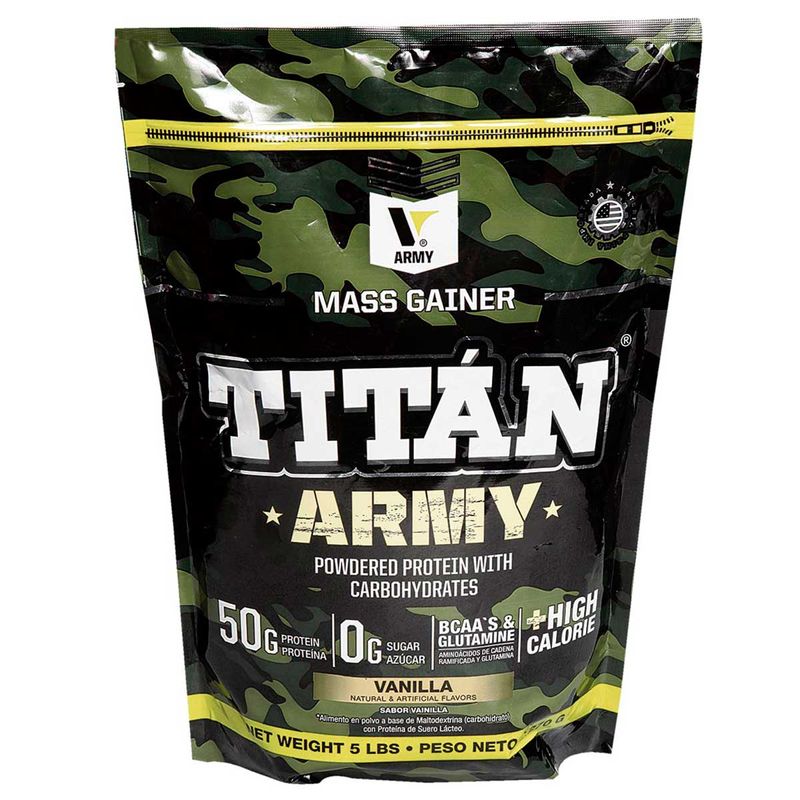 V®
ARMY
MASS GAINER
TITÁN®
ARMY
POWDERED PROTEIN WITH
CARBOHYDRATES
50G PROTEIN
PROTEÍNA
0G SUGAR
AZÚCAR
BCAA`S &
GLUTAMINE
AMINOÁCIDOS DE CADENA
RAMIFICADA Y GLUTAMINA
+HIGH
CALORIE
VANILLA
NATURAL & ARTIFICIAL FLAVORS
SABOR VAINILLA
*Alimento en polvo a base de Maltodextrina (carbohidrato)
con Proteína de Suero Lácteo.
NET WEIGHT 5 LBS • PESO NETO